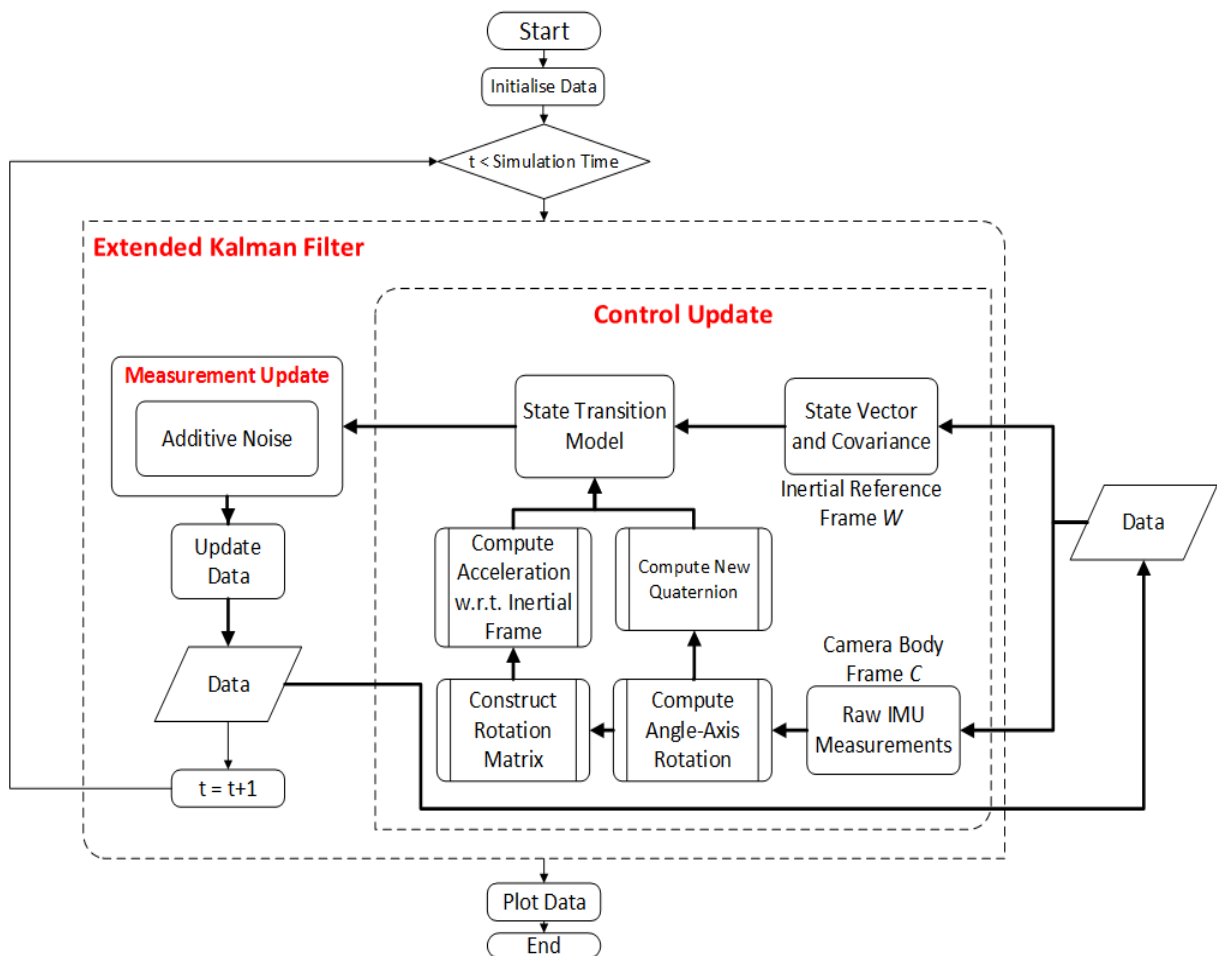 Start
Initialise Data
t < Simulation Time
Extended Kalman Filter
Control Update
Measurement Update
Additive Noise
State Transition
Model
State Vector
and Covariance
Inertial Reference
Frame W
Data
Update
Data
Compute
Acceleration
w.r.t. Inertial
Frame
Compute New
Quaternion
Camera Body
Frame C
Data
Construct
Rotation
Matrix
Compute
Angle-Axis
Rotation
Raw IMU
Measurements
t = t+1
Plot Data
End